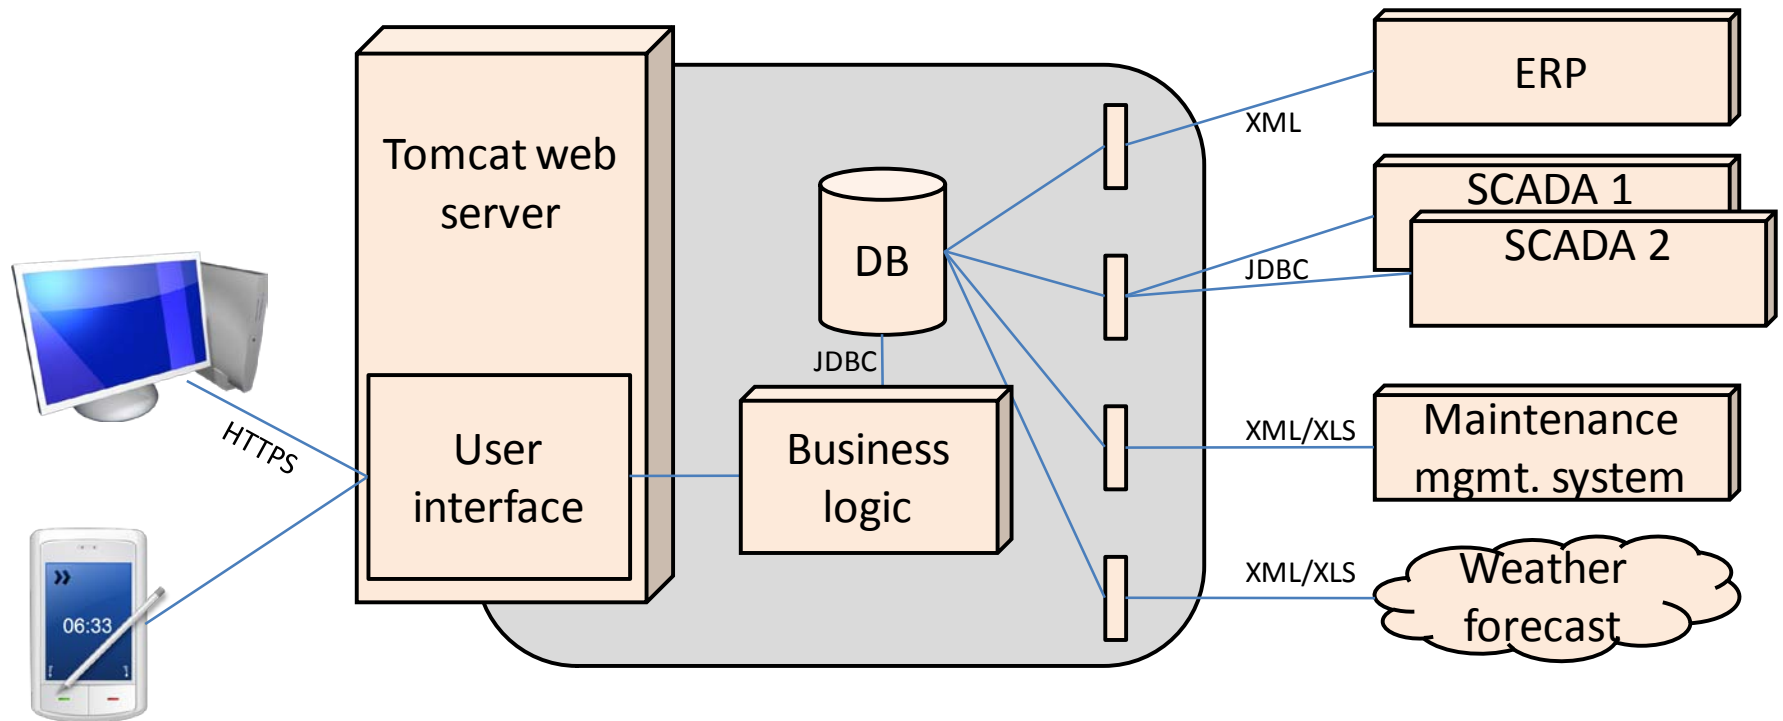 Tomcat web
server
User
interface
HTTPS
06:33
DB
JDBC
Business
logic
XML
JDBC
XML/XLS
XML/XLS
ERP
SCADA 1
SCADA 2
Maintenance
mgmt. system
Weather
forecast